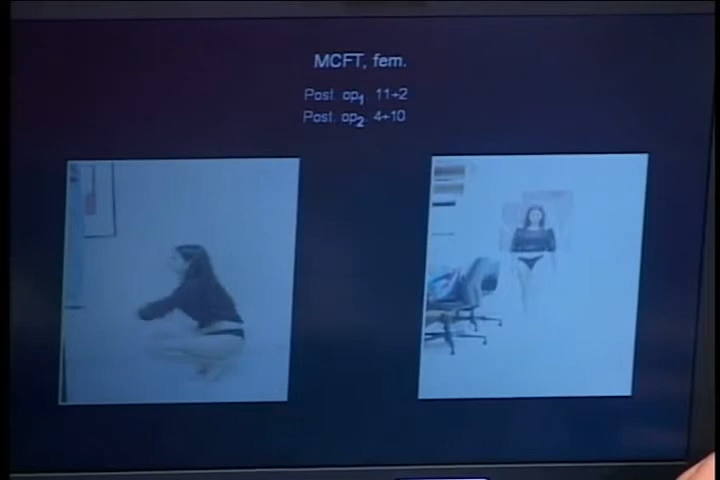 MCFT, fem.
Post. op1. 11+2
Post. op2. 4+10